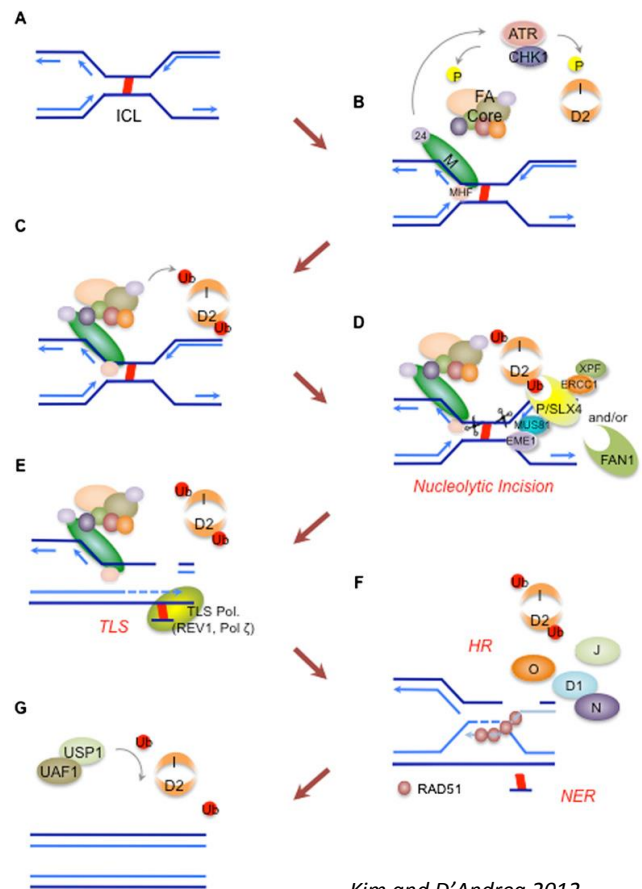 A
ICL
B
ATR
CHK1
P
P
FA
Core
I
D2
24
M
MHF
C
Ub
I
D2
Ub
D
Ub
I
D2
Ub
XPF
ERCC1
P/SLX4
MUS81
EME1
and/or
FAN1
Nucleolytic Incision
E
Ub
I
D2
Ub
TLS
TLS Pol.
(REV1, Pol ζ)
F
Ub
I
D2
Ub
HR
J
O
D1
N
RAD51
NER
G
USP1
UAF1
Ub
I
D2
Ub
Kim and D'Andrea 2012